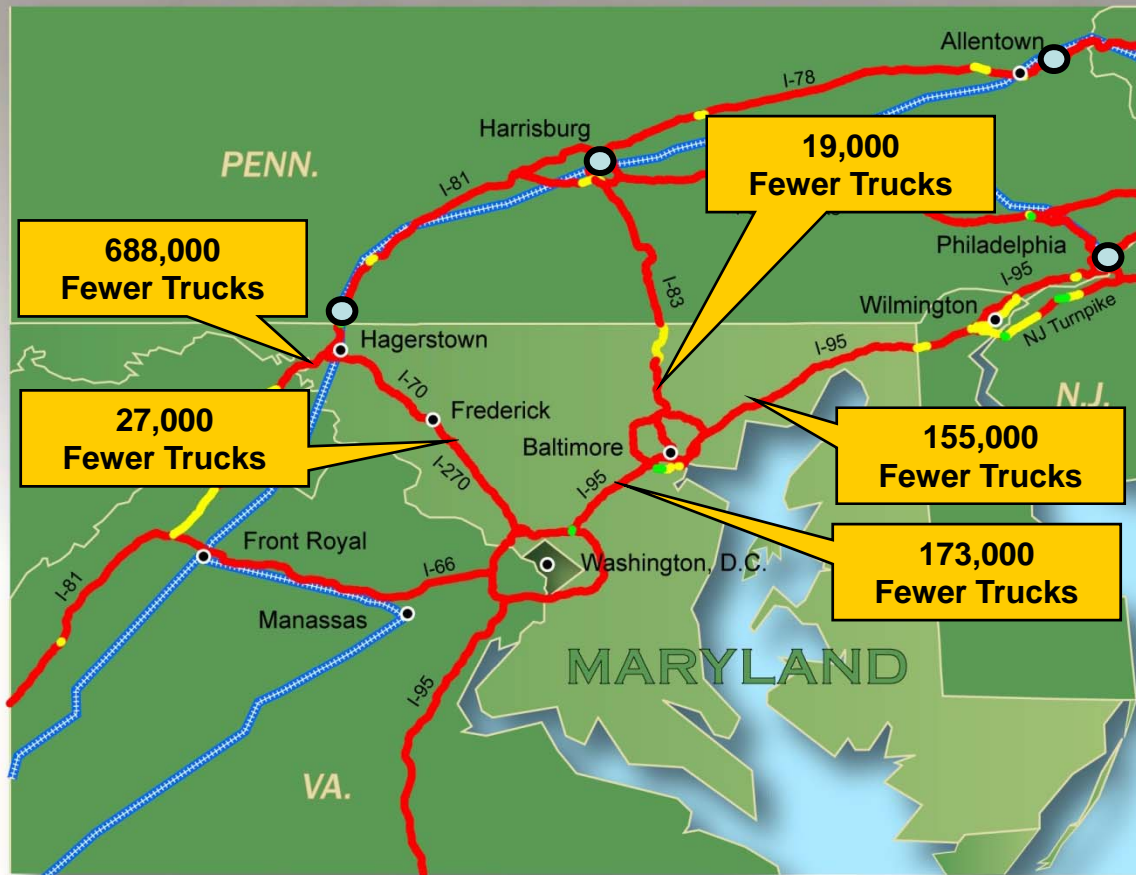 Allentown
I-78
Harrisburg
19,000
Fewer Trucks
PENN.
I-81
688,000
Fewer Trucks
Philadelphia
I-95
I-83
Wilmington
NJ Turnpike
Hagerstown
I-95
I-70
N.J.
27,000
Fewer Trucks
Frederick
155,000
Fewer Trucks
Baltimore
I-270
I-95
173,000
Fewer Trucks
Front Royal
I-66
Washington, D.C.
I-81
Manassas
MARYLAND
I-95
VA.